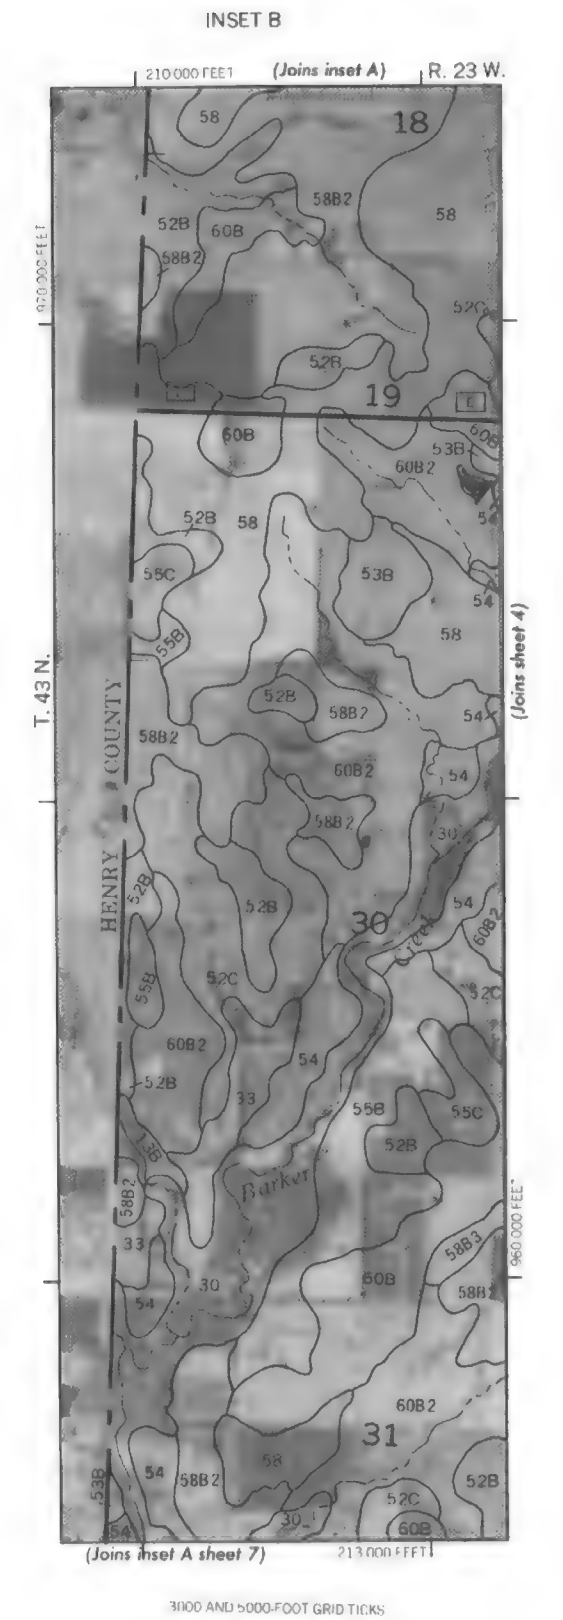 INSET B
210 000 FEET (Joins inset A) R. 23 W.
58
18
58B2
58
52B
60B
58B2
970 000 FEET
52C
52B
19
E
60B
60B
53B
60B2
52B
58
54
55C
53B
54
55B
58
(Joins sheet 4)
T. 43 N.
52B
58B2
54
58B2
60B2
54
HENRY COUNTY
58B2
30
52B
52B
54
30
Creek
60B2
55B
52C
52C
60B2
54
52B
33
55B
55C
13B
52B
58B2
Barker
960 000 FEET
33
58B3
30
60B
58B2
54
60B2
31
58
54
58B2
52B
53B
52C
30
54
60B
(Joins inset A sheet 7) 213 000 FEET
3000 AND 5000-FOOT GRID TICKS